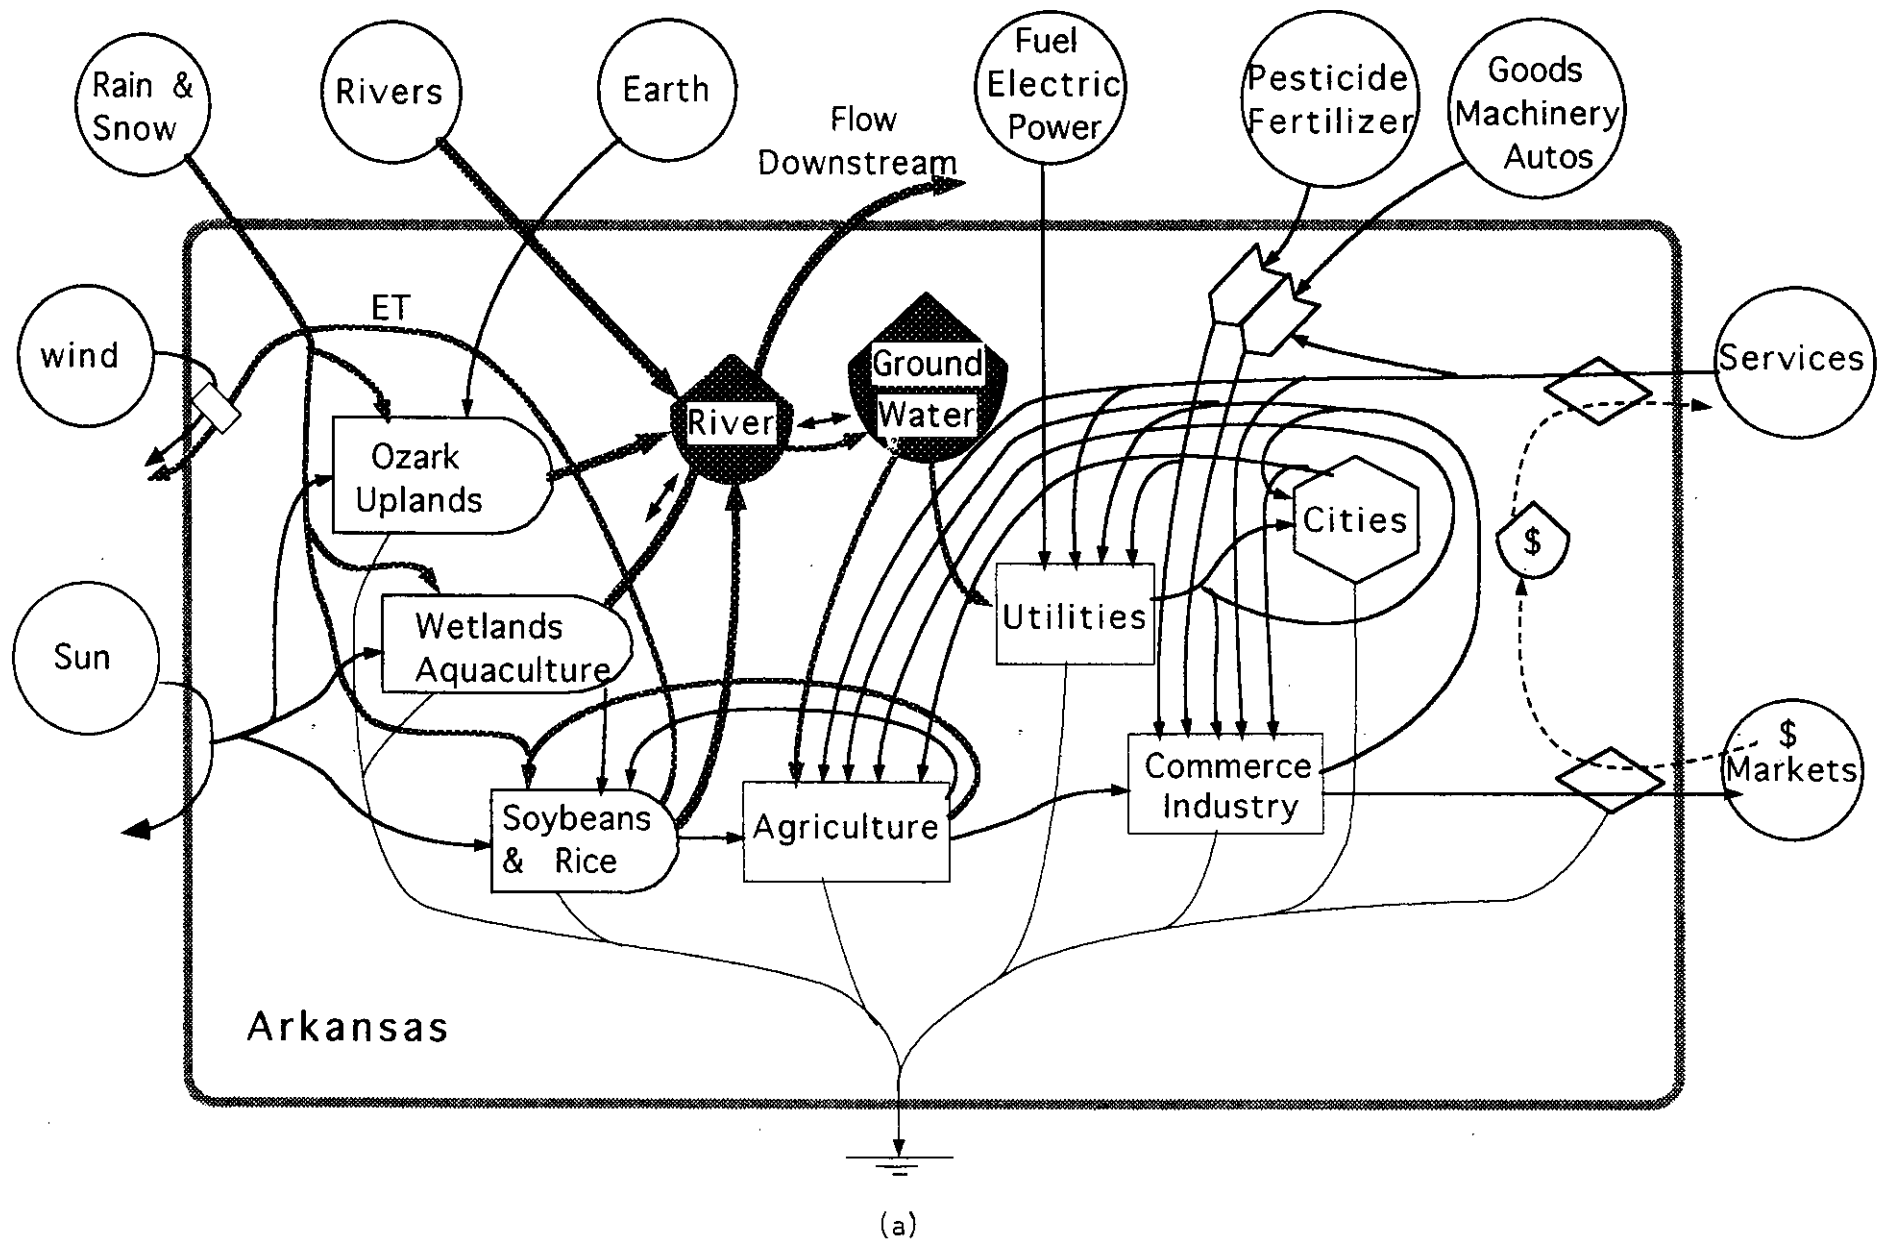 Rain &
Snow
Rivers
Earth
Flow
Downstream
Fuel
Electric
Power
Pesticide
Fertilizer
Goods
Machinery
Autos
wind
ET
Ground
Water
River
Services
Ozark
Uplands
Cities
$
Sun
Wetlands
Aquaculture
Utilities
$
Markets
Commerce
Industry
Soybeans
& Rice
Agriculture
Arkansas
(a)